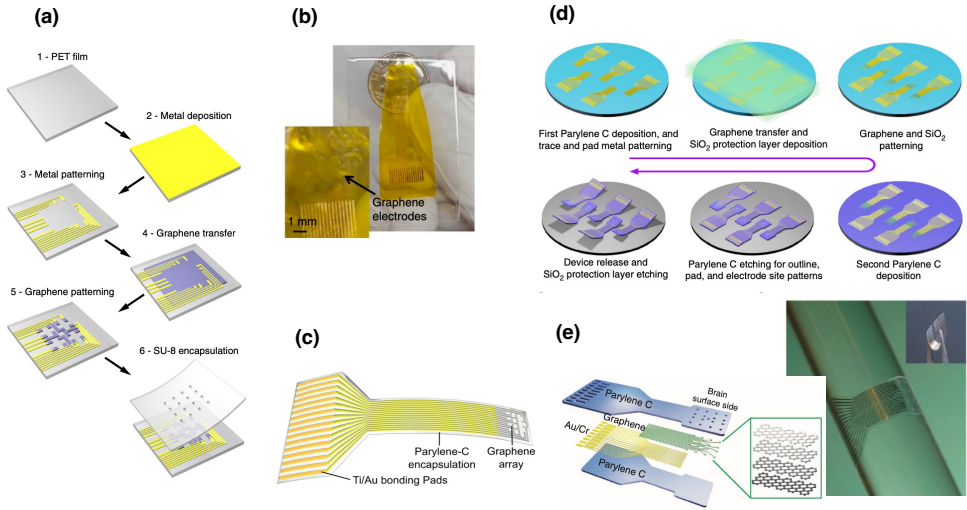 (a)
1 - PET film
2 - Metal deposition
3 - Metal patterning
4 - Graphene transfer
5 - Graphene patterning
6 - SU-8 encapsulation
(b)
Graphene
electrodes
1 mm
(c)
Graphene
array
Parylene-C
encapsulation
Ti/Au bonding Pads
(d)
First Parylene C deposition, and
trace and pad metal patterning
Graphene transfer and
SiO₂ protection layer deposition
Graphene and SiO₂
patterning
Device release and
SiO₂ protection layer etching
Parylene C etching for outline,
pad, and electrode site patterns
Second Parylene C
deposition
(e)
Parylene C
Brain
surface side
Graphene
Au/Cr
Parylene C